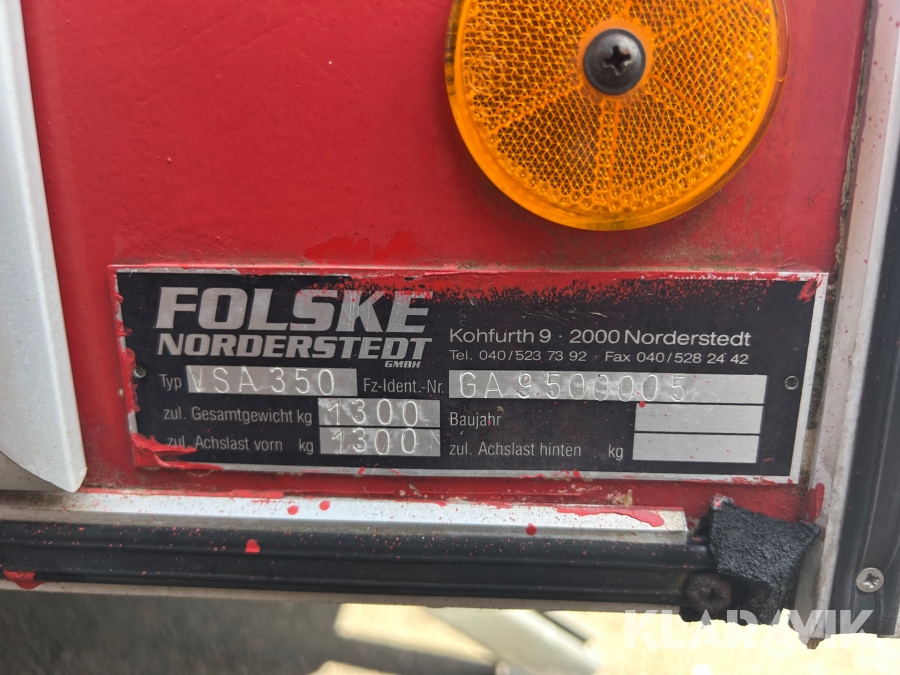 FOLSKE
NORDERSTEDT
GMBH
Kohfurth 9 · 2000 Norderstedt
Tel. 040/523 73 92 - Fax 040/528 24 42
Typ VSA 350 Fz-Ident.-Nr. GA9500005
zul. Gesamtgewicht kg 1300 Baujahr
zul. Achslast vorn kg 1300 zul. Achslast hinten kg
KLARAVIK